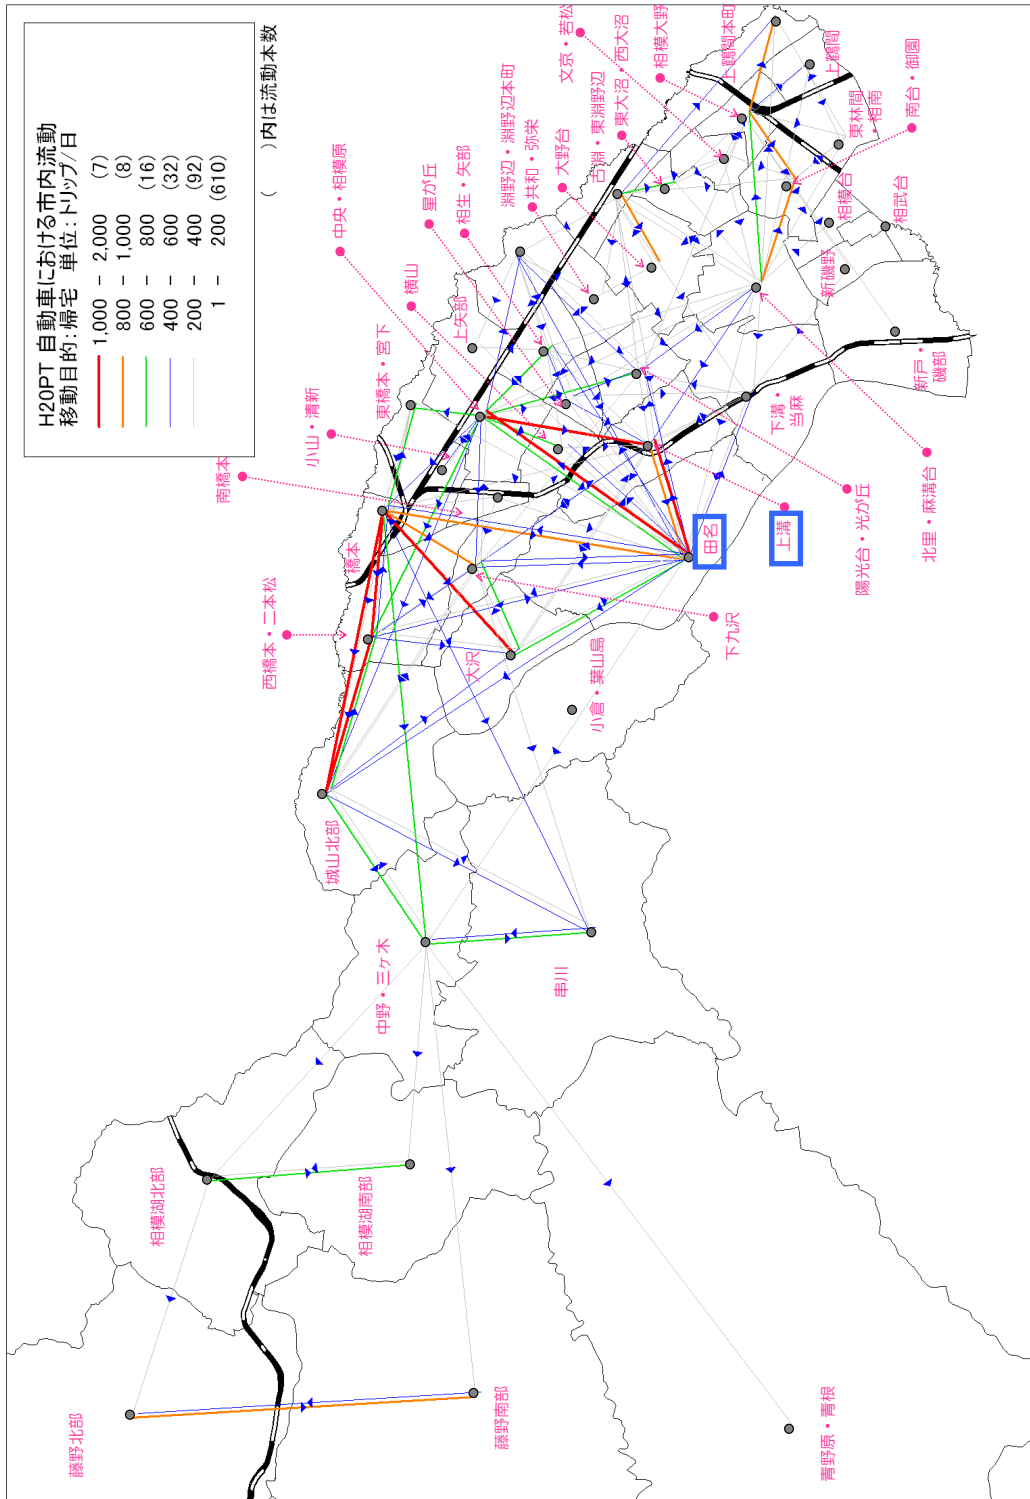 H20PT 自動車における市内流動
移動目的：帰宅 単位：トリップ/日
1,000 － 2,000 (7)
800 － 1,000 (8)
600 － 800 (16)
400 － 600 (32)
200 － 400 (92)
1 － 200 (610)
( )内は流動本数
藤野北部
藤野南部
青野原・青根
相模湖北部
相模湖南部
中野・三ヶ木
串川
城山北部
小倉・葉山島
西橋本・二本松
橋本
大沢
下九沢
南橋本
小山・清新
東橋本・宮下
中央・相模原
上矢部
横山
星が丘
相生・矢部
淵野辺・淵野辺本町
共和・弥栄
大野台
古淵・東淵野辺
東大沼・西大沼
文京・若松
相模大野
上鶴間本町
上鶴間
東林間
・相南
南台・御園
相模台
相武台
新磯野
新戸・
磯部
下溝・
当麻
北里・麻溝台
陽光台・光が丘
上溝
田名